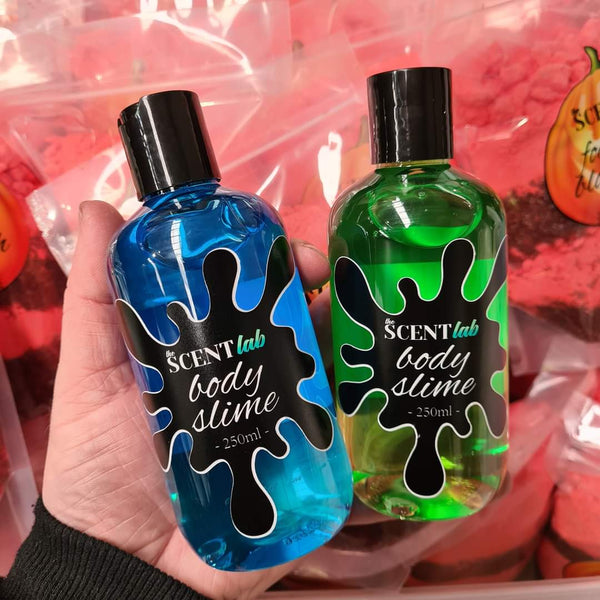 the
SCENT lab
body
slime
- 250ml -
the
SCENT lab
body
slime
- 250ml -